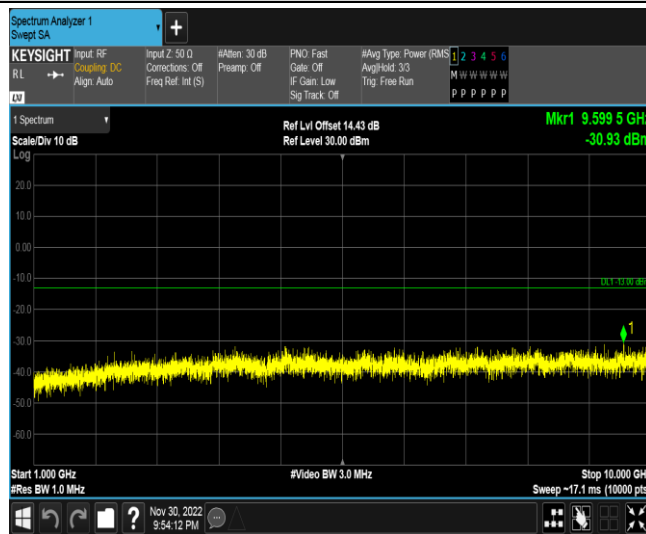 Spectrum Analyzer 1
Swept SA
+
KEYSIGHT
RL
LXI
Input: RF
Coupling: DC
Align: Auto
Input Z: 50 Ω
Corrections: Off
Freq Ref: Int (S)
#Atten: 30 dB
Preamp: Off
PNO: Fast
Gate: Off
IF Gain: Low
Sig Track: Off
#Avg Type: Power (RMS
Avg|Hold: 3/3
Trig: Free Run
1 2 3 4 5 6
M W W W W W
P P P P P P
1 Spectrum
Scale/Div 10 dB
Ref Lvl Offset 14.43 dB
Ref Level 30.00 dBm
Mkr1 9.599 5 GHz
-30.93 dBm
Log
20.0
10.0
0.00
-10.0
DL1 -13.00 dBm
-20.0
1
-30.0
-40.0
-50.0
-60.0
Start 1.000 GHz
#Res BW 1.0 MHz
#Video BW 3.0 MHz
Stop 10.000 GHz
Sweep ~17.1 ms (10000 pts)
?
Nov 30, 2022
9:54:12 PM